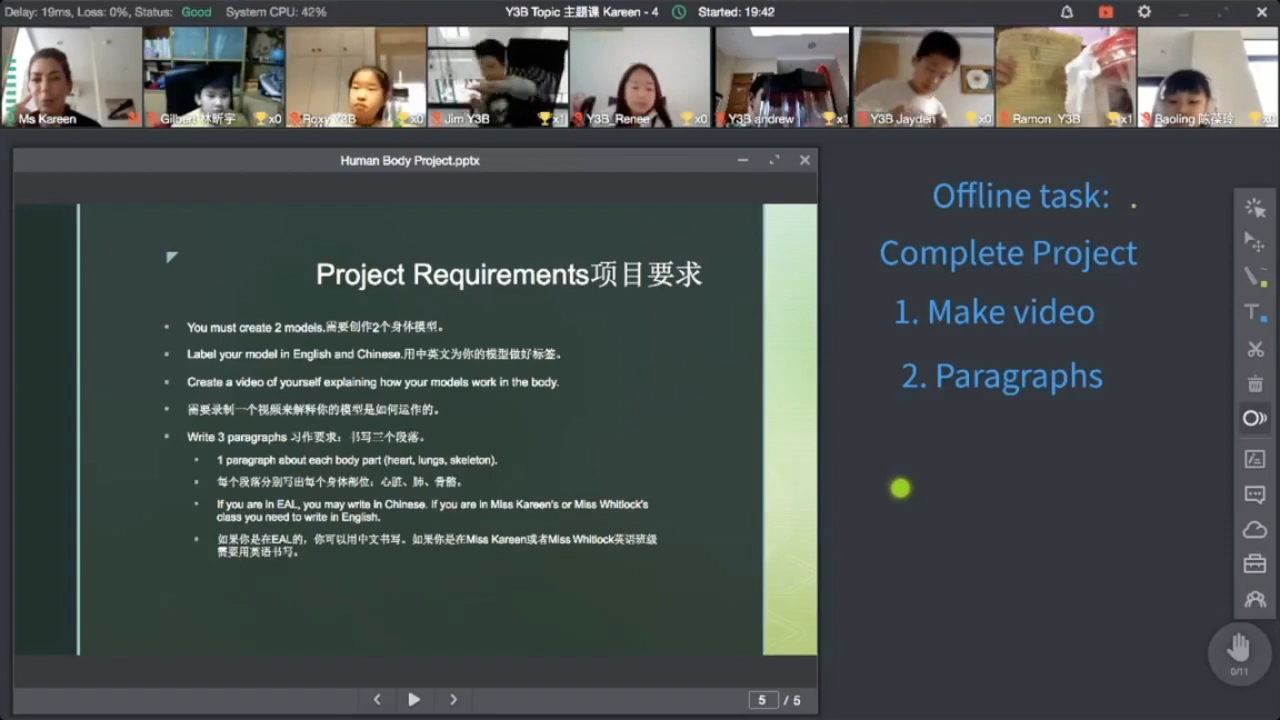 Delay: 19ms, Loss: 0%, Status: Good System CPU: 42%
Y3B Topic 主題课 Kareen - 4
Started: 19:42
Ms Kareen
Gilbert 林昕宇
x0
Roxy Y3B
x0
Jim Y3B
x1
Y3B_Renee
x0
Y3B andrew
x1
Y3B Jayden
x0
Ramon Y3B
x1
Baoling 陈葆玲
Human Body Project.pptx
Project Requirements项目要求
You must create 2 models.需要创作2个身体模型。
Label your model in English and Chinese.用中英文为你的模型做好标签。
Create a video of yourself explaining how your models work in the body.
需要录制一个视频来解释你的模型是如何运作的。
Write 3 paragraphs 习作要求：书写三个段落。
1 paragraph about each body part (heart, lungs, skeleton).
每个段落分别写出每个身体部位：心脏、肺、骨骼。
If you are in EAL, you may write in Chinese. If you are in Miss Kareen's or Miss Whitlock's
class you need to write in English.
如果你是在EAL的，你可以用中文书写。如果你是在Miss Kareen或者Miss Whitlock英语班级
需要用英语书写。
5 / 5
Offline task:
Complete Project
1. Make video
2. Paragraphs
0/11